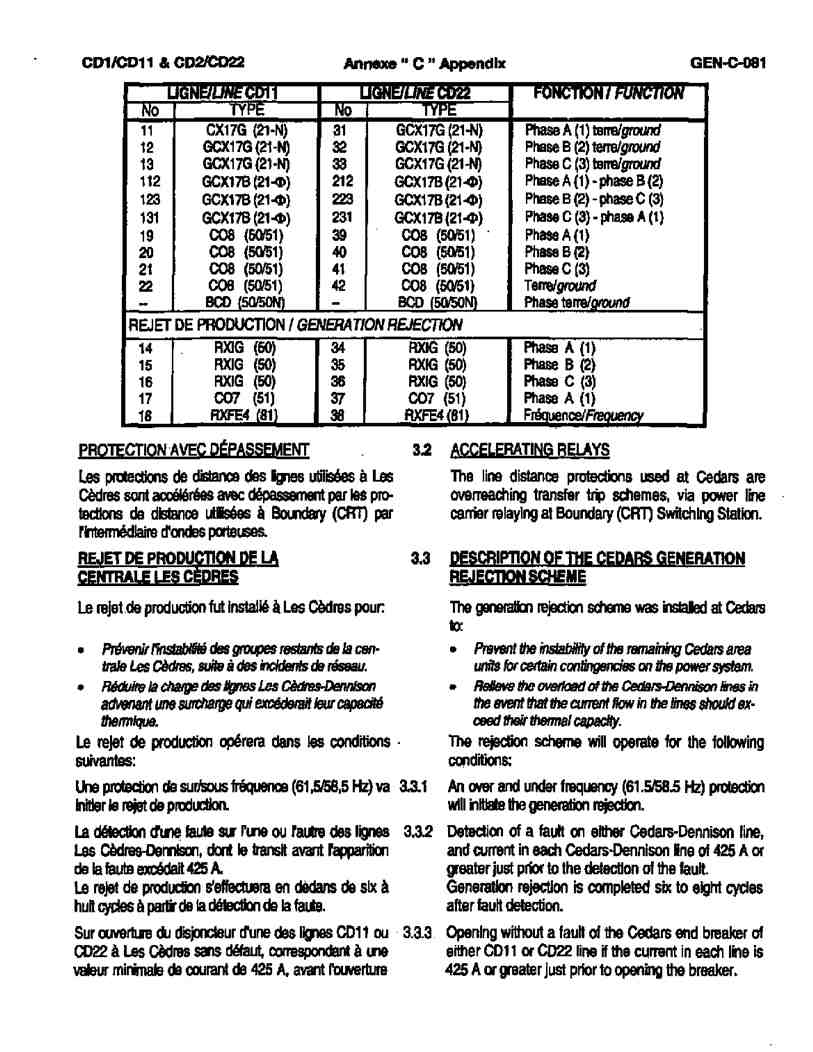 CD1/CD11 & CD2/CD22 Annexe " C " Appendix GEN-C-081
LIGNE/LINE CD11 LIGNE/LINE CD22 FONCTION / FUNCTION
No TYPE No TYPE
11 CX17G (21-N) 31 GCX17G (21-N) Phase A (1) terre/ground
12 GCX17G (21-N) 32 GCX17G (21-N) Phase B (2) terre/ground
13 GCX17G (21-N) 33 GCX17G (21-N) Phase C (3) terre/ground
112 GCX17B (21-Φ) 212 GCX17B (21-Φ) Phase A (1) - phase B (2)
123 GCX17B (21-Φ) 223 GCX17B (21-Φ) Phase B (2) - phase C (3)
131 GCX17B (21-Φ) 231 GCX17B (21-Φ) Phase C (3) - phase A (1)
19 CO8 (50/51) 39 CO8 (50/51) Phase A (1)
20 CO8 (50/51) 40 CO8 (50/51) Phase B (2)
21 CO8 (50/51) 41 CO8 (50/51) Phase C (3)
22 CO8 (50/51) 42 CO8 (50/51) Terre/ground
– BCD (50/50N) – BCD (50/50N) Phase terre/ground
REJET DE PRODUCTION / GENERATION REJECTION
14 RXIG (50) 34 RXIG (50) Phase A (1)
15 RXIG (50) 35 RXIG (50) Phase B (2)
16 RXIG (50) 36 RXIG (50) Phase C (3)
17 CO7 (51) 37 CO7 (51) Phase A (1)
18 RXFE4 (81) 38 RXFE4 (81) Fréquence/Frequency
PROTECTION AVEC DÉPASSEMENT
Les protections de distance des lignes utilisées à Les
Cèdres sont accélérées avec dépassement par les pro-
tections de distance utilisées à Boundary (CRT) par
l'intermédiaire d'ondes porteuses.
3.2 ACCELERATING RELAYS
The line distance protections used at Cedars are
overreaching transfer trip schemes, via power line
carrier relaying at Boundary (CRT) Switching Station.
REJET DE PRODUCTION DE LA
CENTRALE LES CÈDRES
Le rejet de production fut installé à Les Cèdres pour:
• Prévenir l'instabilité des groupes restants de la cen-
trale Les Cèdres, suite à des incidents de réseau.
• Réduire la charge des lignes Les Cèdres-Dennison
advenant une surcharge qui excéderait leur capacité
thermique.
Le rejet de production opérera dans les conditions
suivantes:
3.3 DESCRIPTION OF THE CEDARS GENERATION
REJECTION SCHEME
The generation rejection scheme was installed at Cedars
to:
• Prevent the instability of the remaining Cedars area
units for certain contingencies on the power system.
• Relieve the overload of the Cedars-Dennison lines in
the event that the current flow in the lines should ex-
ceed their thermal capacity.
The rejection scheme will operate for the following
conditions:
Une protection de sur/sous fréquence (61,5/58,5 Hz) va
initier le rejet de production.
3.3.1 An over and under frequency (61.5/58.5 Hz) protection
will initiate the generation rejection.
La détection d'une faute sur l'une ou l'autre des lignes
Les Cèdres-Dennison, dont le transit avant l'apparition
de la faute excédait 425 A.
Le rejet de production s'effectuera en dedans de six à
huit cycles à partir de la détection de la faute.
3.3.2 Detection of a fault on either Cedars-Dennison line,
and current in each Cedars-Dennison line of 425 A or
greater just prior to the detection of the fault.
Generation rejection is completed six to eight cycles
after fault detection.
Sur ouverture du disjoncteur d'une des lignes CD11 ou
CD22 à Les Cèdres sans défaut, correspondant à une
valeur minimale de courant de 425 A, avant l'ouverture
3.3.3 Opening without a fault of the Cedars end breaker of
either CD11 or CD22 line if the current in each line is
425 A or greater just prior to opening the breaker.